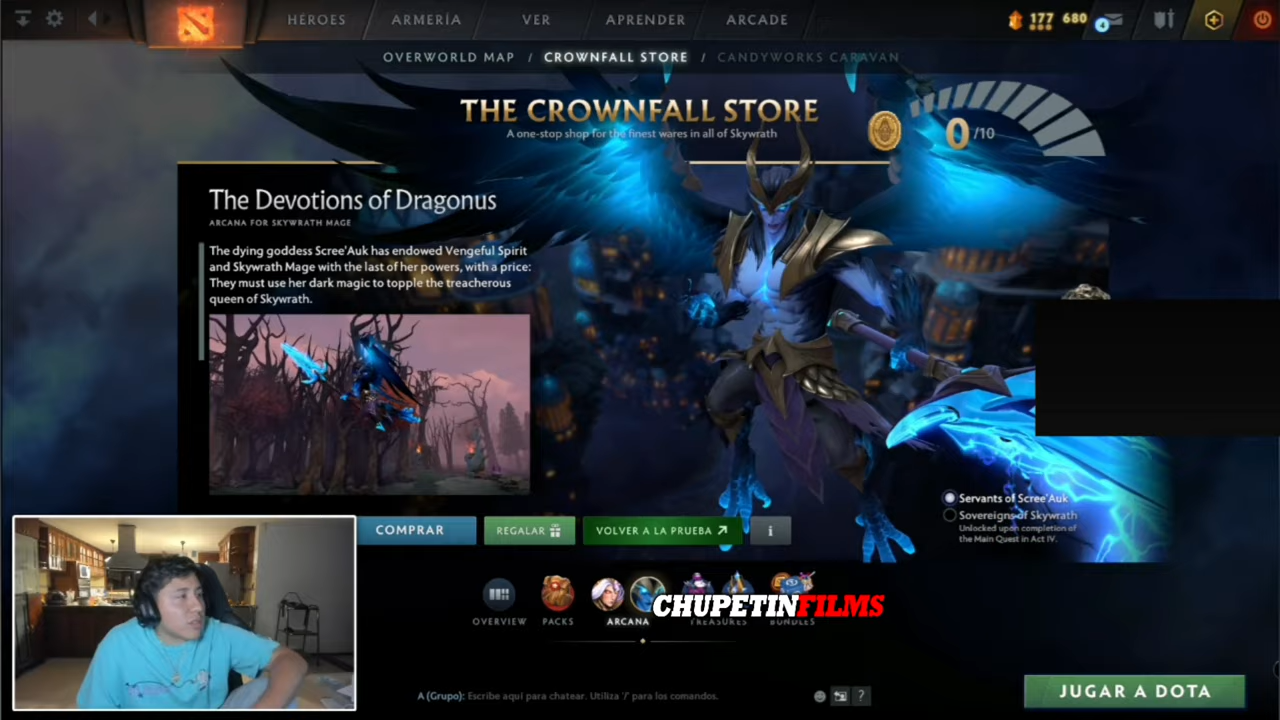 HÉROES
ARMERÍA
VER
APRENDER
ARCADE
177
680
4
OVERWORLD MAP / CROWNFALL STORE / CANDYWORKS CARAVAN
THE CROWNFALL STORE
A one-stop shop for the finest wares in all of Skywrath
0/10
The Devotions of Dragonus
ARCANA FOR SKYWRATH MAGE
The dying goddess Scree'Auk has endowed Vengeful Spirit
and Skywrath Mage with the last of her powers, with a price:
They must use her dark magic to topple the treacherous
queen of Skywrath.
Servants of Scree'Auk
Sovereigns of Skywrath
Unlocked upon completion of
the Main Quest in Act IV.
COMPRAR
REGALAR
VOLVER A LA PRUEBA
i
CHUPETINFILMS
OVERVIEW
PACKS
ARCANA
TREASURES
BUNDLES
A (Grupo): Escribe aquí para chatear. Utiliza '/' para los comandos.
?
JUGAR A DOTA